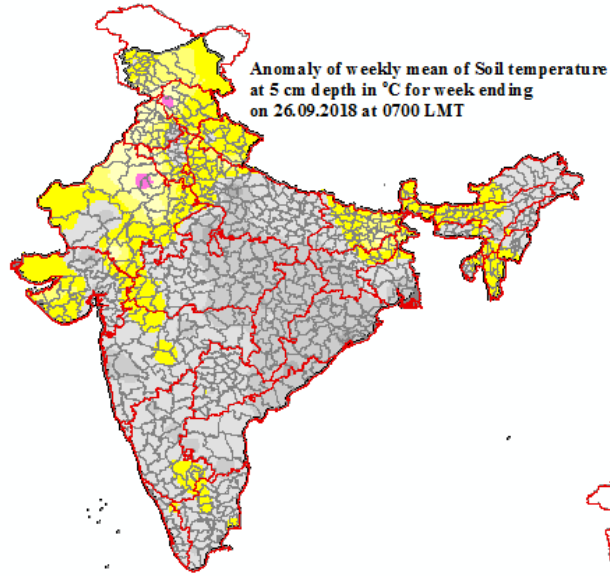 Anomaly of weekly mean of Soil temperature
at 5 cm depth in °C for week ending
on 26.09.2018 at 0700 LMT